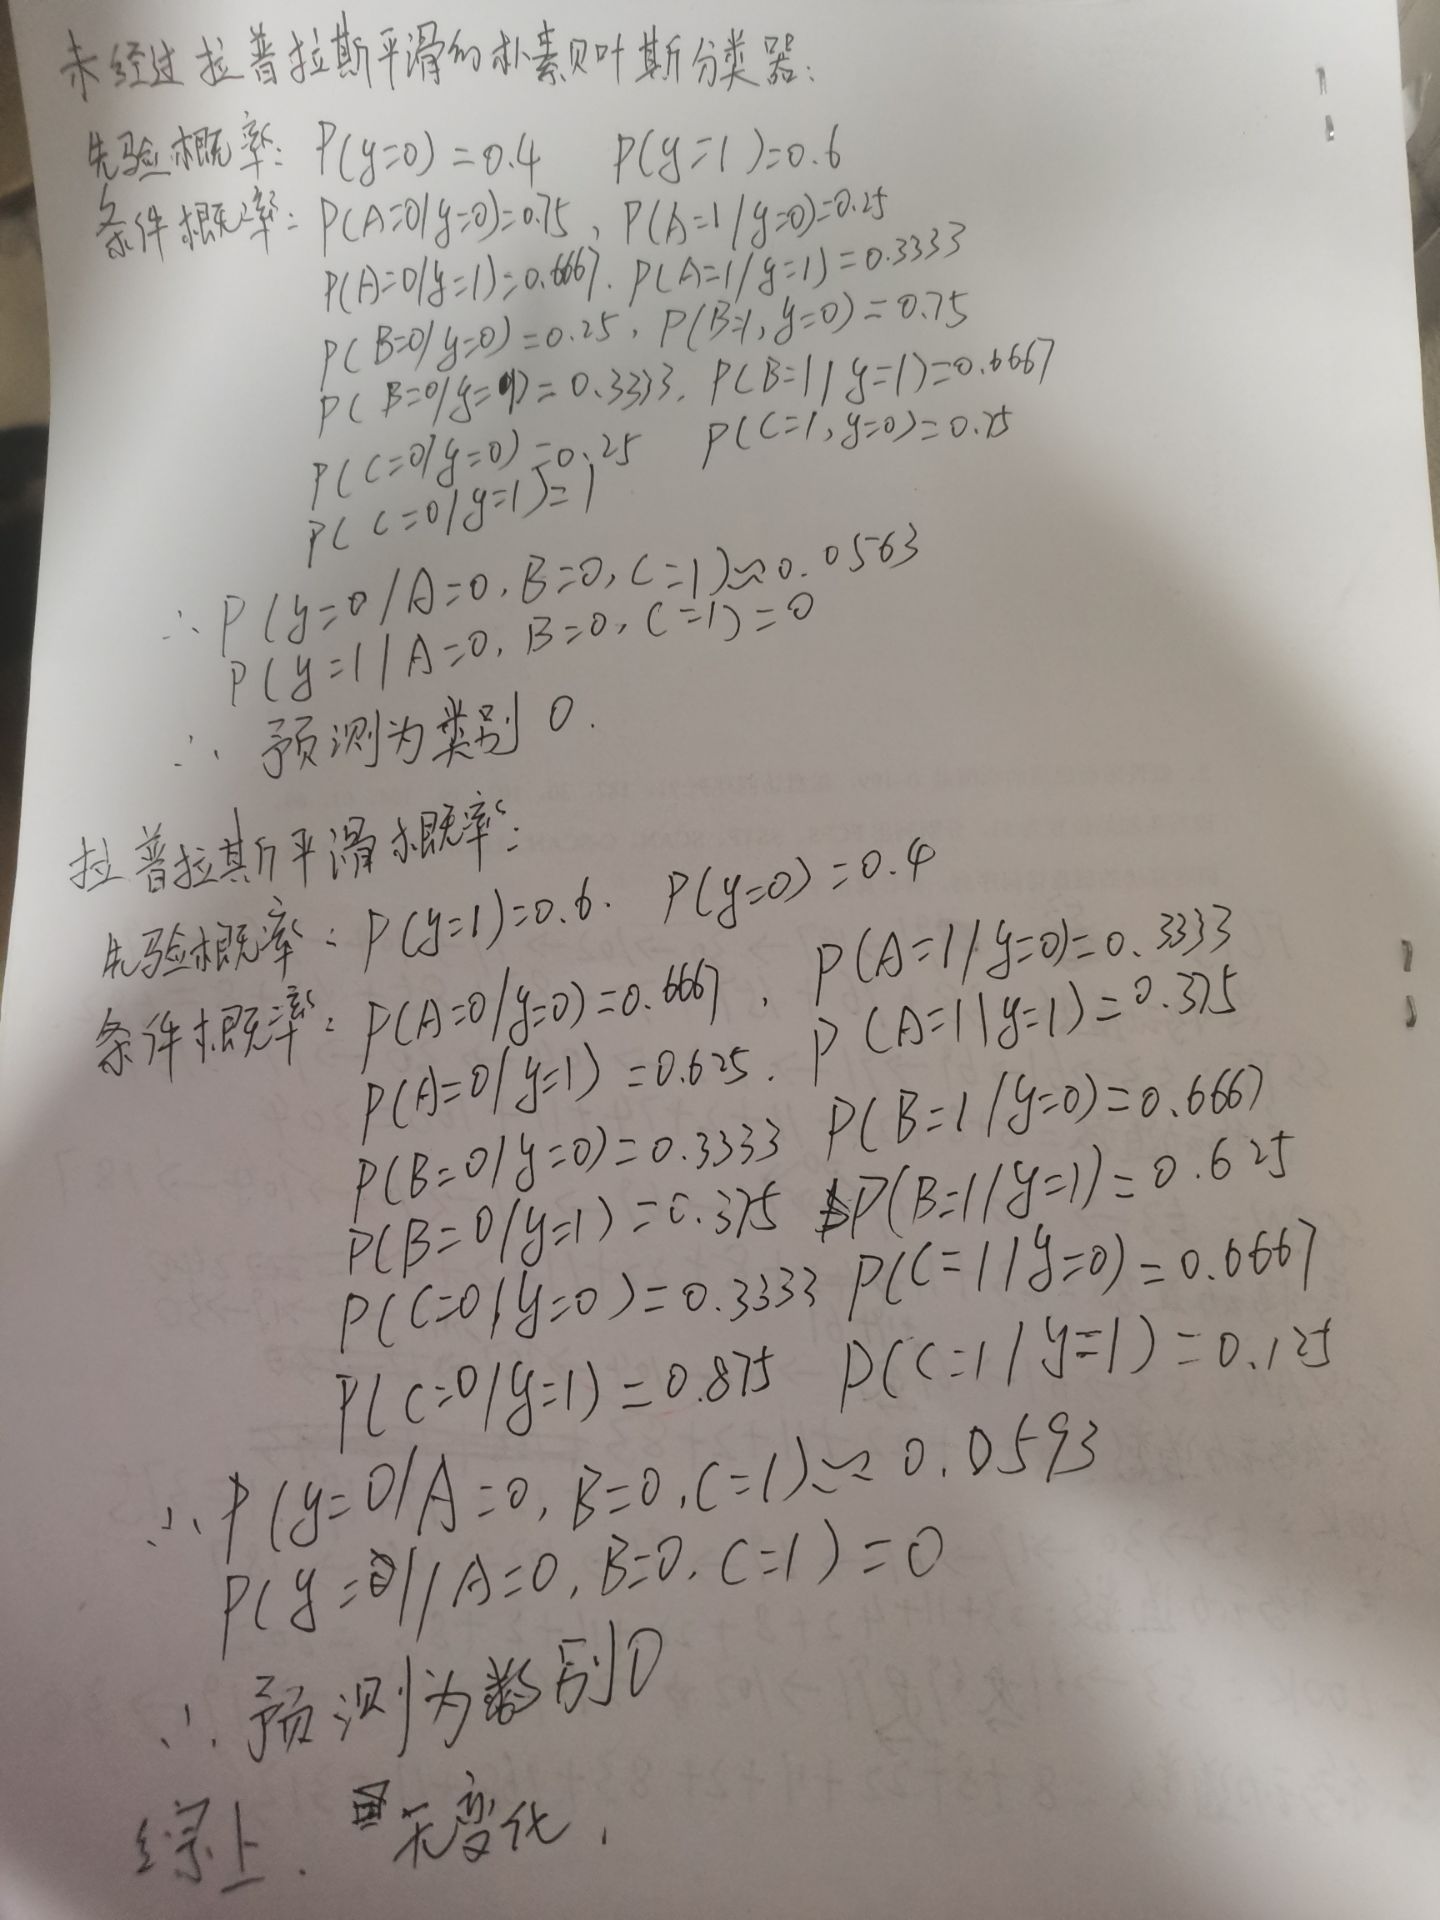 未经过拉普拉斯平滑的朴素贝叶斯分类器:
先验概率: P(y=0)=0.4 P(y=1)=0.6
条件概率: P(A=0|y=0)=0.75, P(A=1|y=0)=0.25
P(A=0|y=1)=0.6667. P(A=1|y=1)=0.3333
P(B=0|y=0)=0.25, P(B=1,y=0)=0.75
P(B=0|y=1)=0.3333. P(B=1|y=1)=0.6667
P(C=0|y=0)=0.25 P(C=1,y=0)=0.75
P(C=0|y=1)=1
∴ P(y=0|A=0,B=0,C=1)≈0.0563
P(y=1|A=0,B=0,C=1)=0
∴ 预测为类别0.
拉普拉斯平滑概率:
先验概率: P(y=1)=0.6. P(y=0)=0.4
条件概率: P(A=0|y=0)=0.6667, P(A=1|y=0)=0.3333
P(A=0|y=1)=0.625. P(A=1|y=1)=0.375
P(B=0|y=0)=0.3333 P(B=1|y=0)=0.6667
P(B=0|y=1)=0.375 P(B=1|y=1)=0.625
P(C=0|y=0)=0.3333 P(C=1|y=0)=0.6667
P(C=0|y=1)=0.875 P(C=1|y=1)=0.125
∴ P(y=0|A=0,B=0,C=1)≈0.0593
P(y=1|A=0,B=0,C=1)=0
∴ 预测为类别0
综上. 无变化.